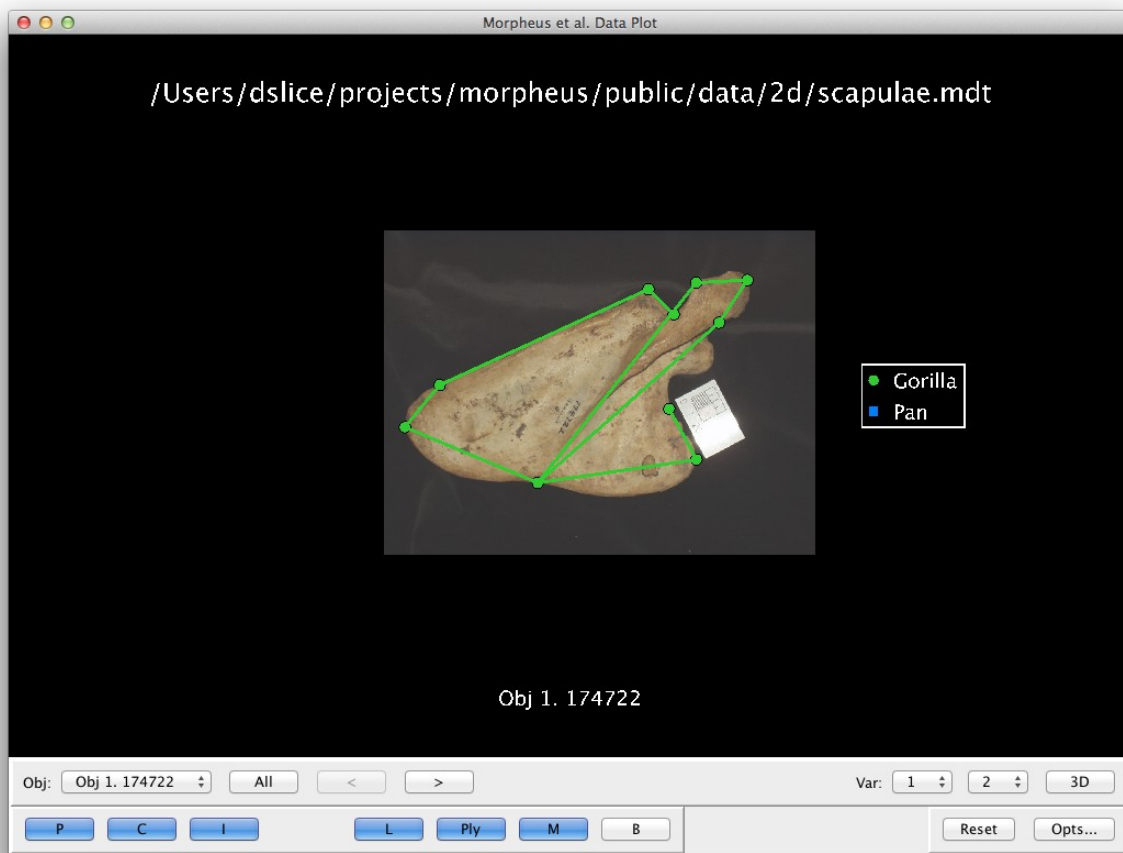 Morpheus et al. Data Plot
/Users/dslice/projects/morpheus/public/data/2d/scapulae.mdt
Gorilla
Pan
Obj 1. 174722
Obj: Obj 1. 174722 All < > Var: 1 2 3D
P C I L Ply M B Reset Opts...